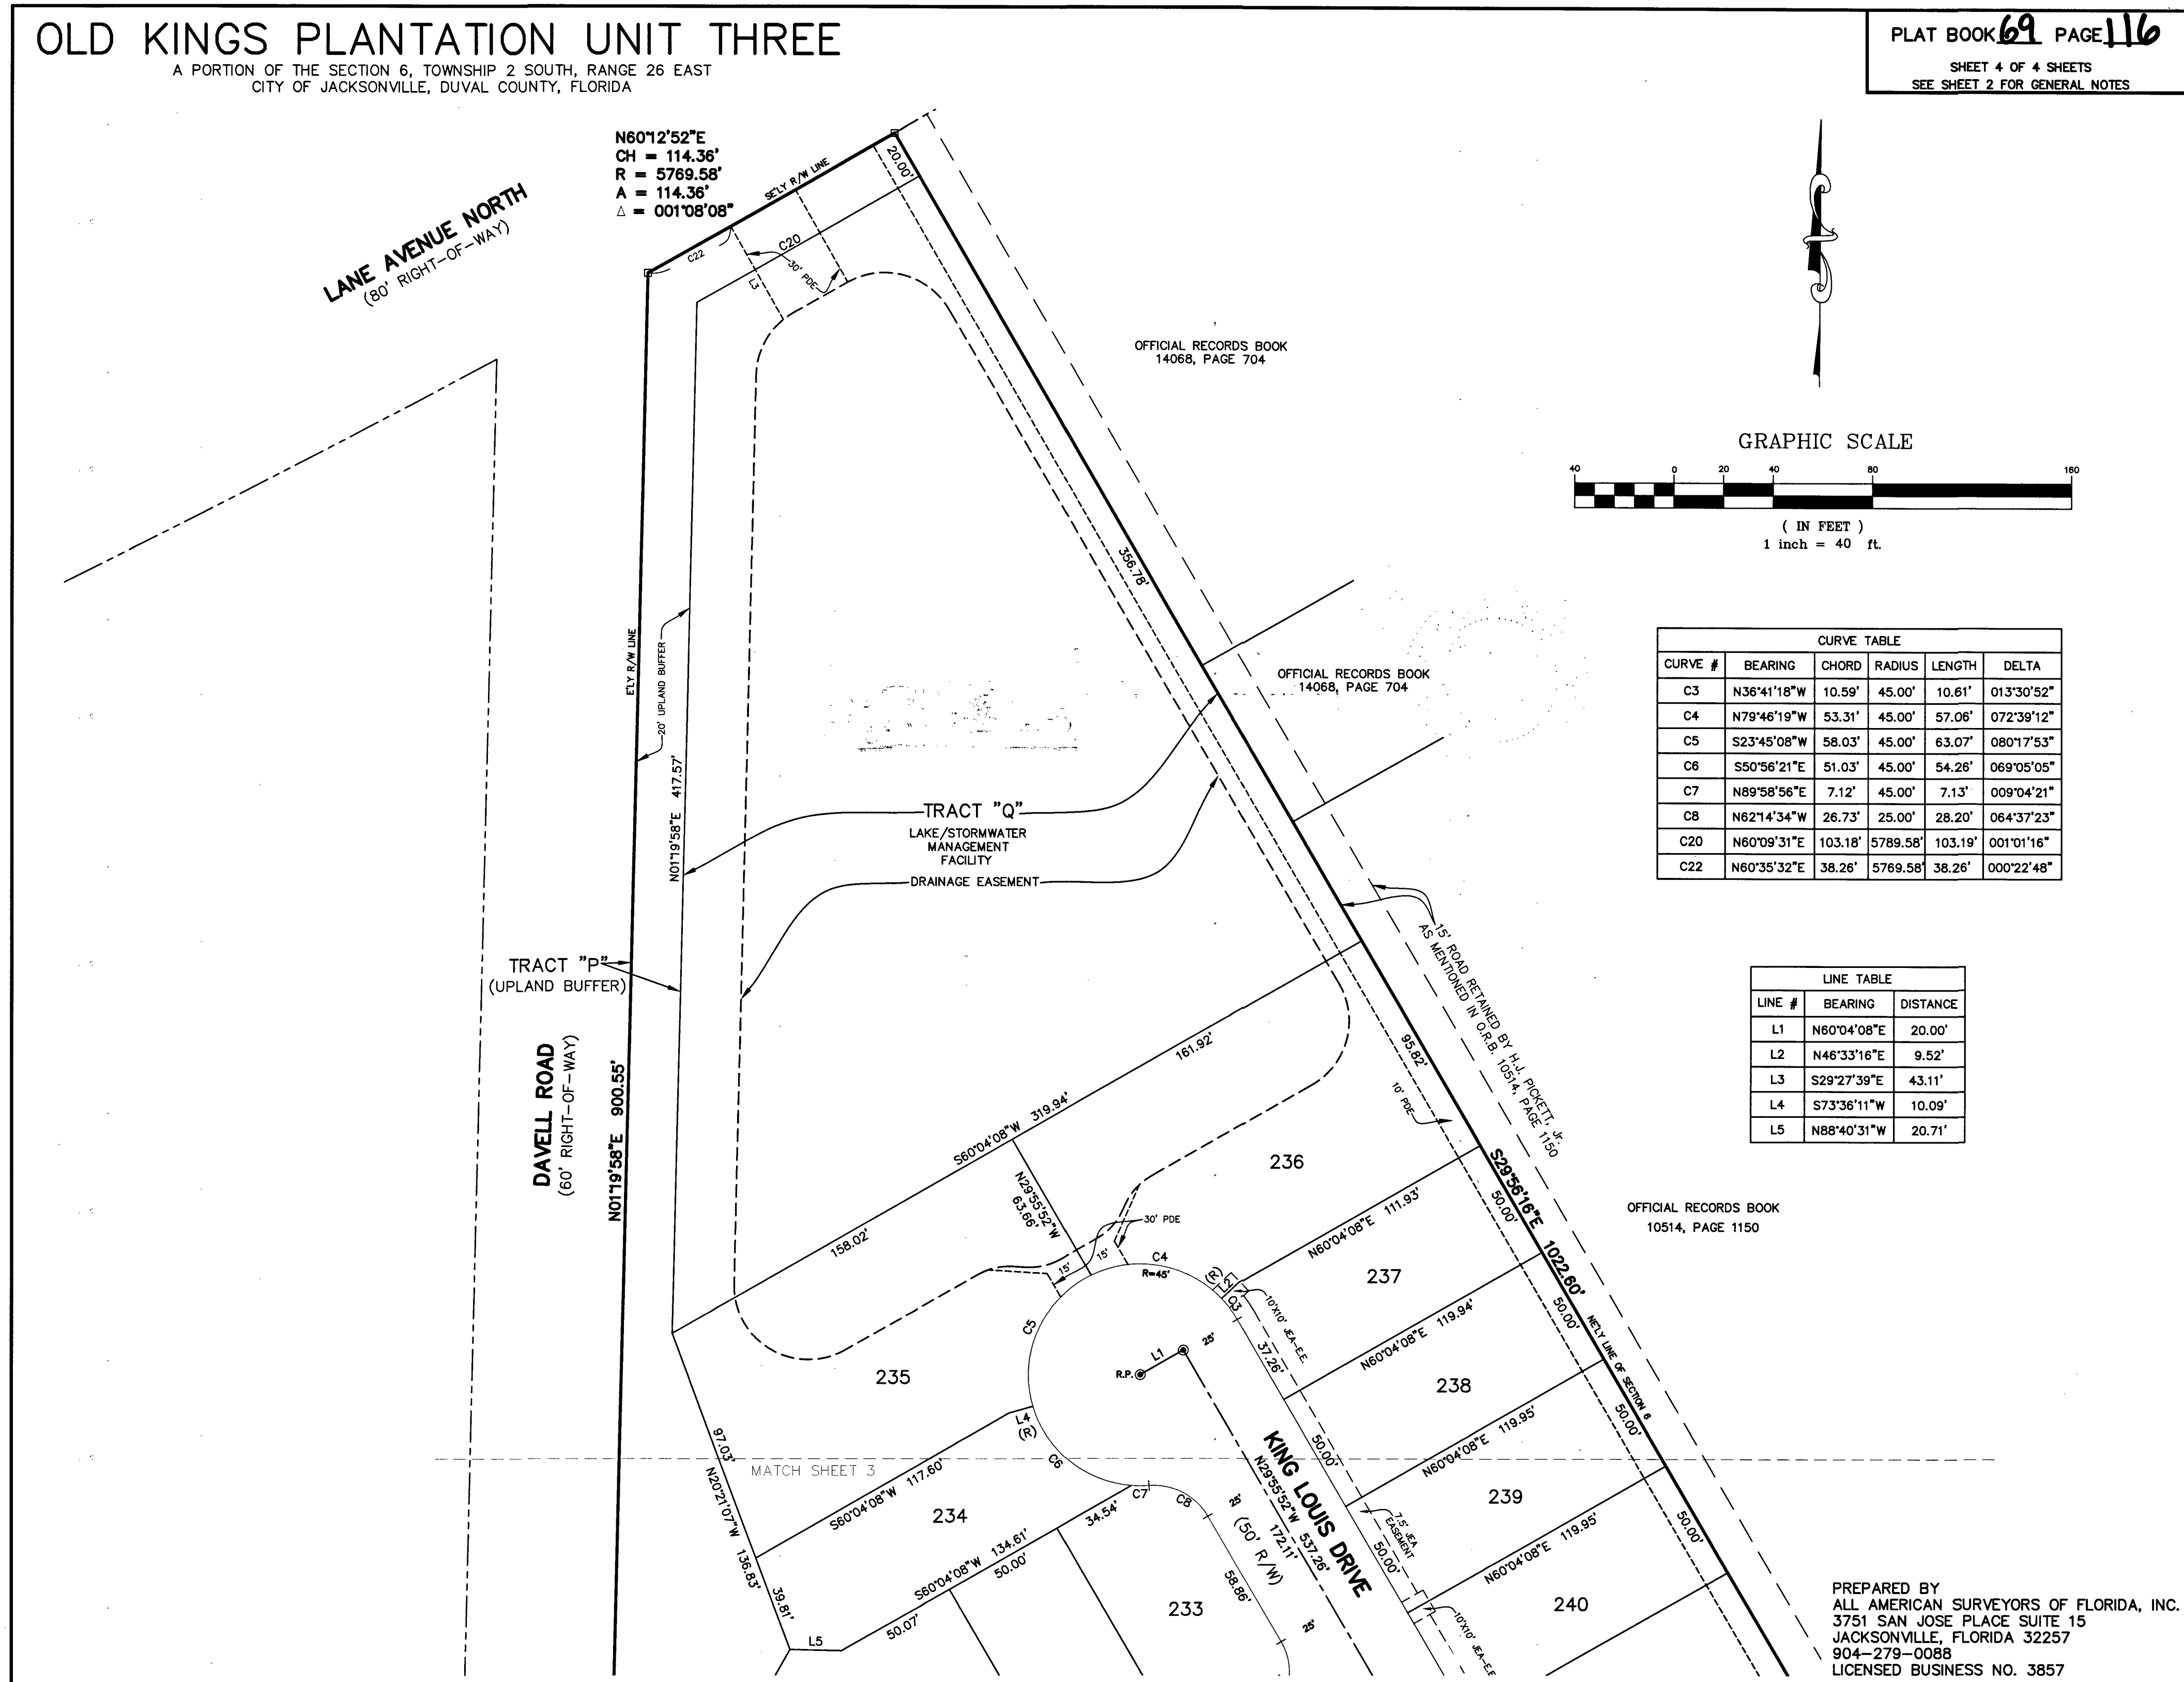 OLD KINGS PLANTATION UNIT THREE
A PORTION OF THE SECTION 6, TOWNSHIP 2 SOUTH, RANGE 26 EAST
CITY OF JACKSONVILLE, DUVAL COUNTY, FLORIDA
PLAT BOOK 69 PAGE 116
SHEET 4 OF 4 SHEETS
SEE SHEET 2 FOR GENERAL NOTES
N60°12'52"E
CH = 114.36'
R = 5769.58'
A = 114.36'
Δ = 001°08'08"
LANE AVENUE NORTH
(80' RIGHT-OF-WAY)
SE'LY R/W LINE
20.00'
C22
C20
L3
30' PDE
OFFICIAL RECORDS BOOK
14068, PAGE 704
GRAPHIC SCALE
40 0 20 40 80 160
( IN FEET )
1 inch = 40 ft.
356.78'
E'LY R/W LINE
20' UPLAND BUFFER
N01°19'58"E 417.57'
OFFICIAL RECORDS BOOK
14068, PAGE 704
CURVE TABLE
CURVE # BEARING CHORD RADIUS LENGTH DELTA
C3 N36°41'18"W 10.59' 45.00' 10.61' 013°30'52"
C4 N79°46'19"W 53.31' 45.00' 57.06' 072°39'12"
C5 S23°45'08"W 58.03' 45.00' 63.07' 080°17'53"
C6 S50°56'21"E 51.03' 45.00' 54.26' 069°05'05"
C7 N89°58'56"E 7.12' 45.00' 7.13' 009°04'21"
C8 N62°14'34"W 26.73' 25.00' 28.20' 064°37'23"
C20 N60°09'31"E 103.18' 5789.58' 103.19' 001°01'16"
C22 N60°35'32"E 38.26' 5769.58' 38.26' 000°22'48"
TRACT "Q"
LAKE/STORMWATER
MANAGEMENT
FACILITY
DRAINAGE EASEMENT
TRACT "P"
(UPLAND BUFFER)
15' ROAD RETAINED BY H.J. PICKETT, Jr.
AS MENTIONED IN O.R.B. 10514, PAGE 1150
LINE TABLE
LINE # BEARING DISTANCE
L1 N60°04'08"E 20.00'
L2 N46°33'16"E 9.52'
L3 S29°27'39"E 43.11'
L4 S73°36'11"W 10.09'
L5 N88°40'31"W 20.71'
DAVELL ROAD
(60' RIGHT-OF-WAY)
N01°19'58"E 900.55'
161.92'
95.82'
10' PDE
S60°04'08"W 319.94'
N29°55'52"W
63.66'
158.02'
236
S29°56'16"E 1022.60'
OFFICIAL RECORDS BOOK
10514, PAGE 1150
30' PDE
15'
15'
C4
R=45'
(R)
L2
C3
10'X10' JEA-E.E.
N60°04'08"E 111.93'
50.00'
237
C5
R.P.
L1
25'
37.26'
N60°04'08"E 119.94'
50.00'
NE'LY LINE OF SECTION 6
235
238
L4
(R)
97.03'
N20°21'07"W 136.83'
MATCH SHEET 3
S60°04'08"W 117.60'
C6
KING LOUIS DRIVE
N29°55'52"W 537.26'
172.11'
(50' R/W)
50.00'
N60°04'08"E 119.95'
50.00'
239
234
C7
C8
25'
7.5' JEA
EASEMENT
50.00'
N60°04'08"E 119.95'
50.00'
34.54'
S60°04'08"W 134.61'
50.00'
39.81'
L5
50.07'
233
58.86'
25'
10'X10' JEA-E.E
240
PREPARED BY
ALL AMERICAN SURVEYORS OF FLORIDA, INC.
3751 SAN JOSE PLACE SUITE 15
JACKSONVILLE, FLORIDA 32257
904-279-0088
LICENSED BUSINESS NO. 3857